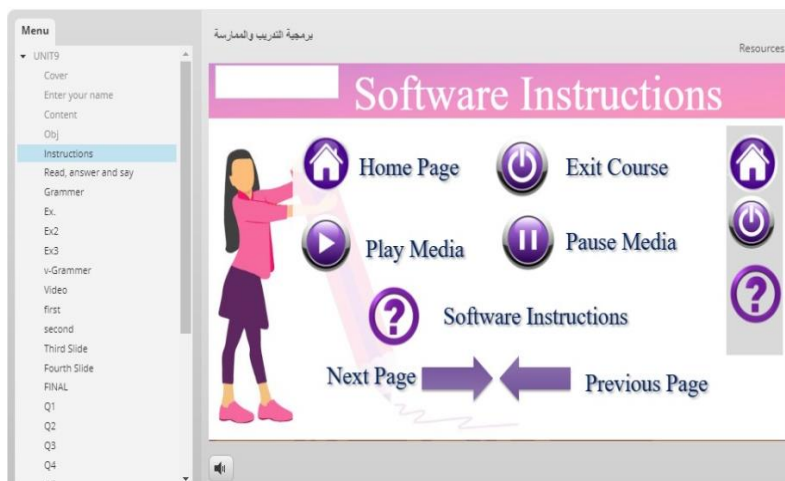 Menu
برمجية التدريب والممارسة
Resources
UNIT9
Cover
Enter your name
Content
Obj
Instructions
Read, answer and say
Grammer
Ex.
Ex2
Ex3
v-Grammer
Video
first
second
Third Slide
Fourth Slide
FINAL
Q1
Q2
Q3
Q4
Software Instructions
Home Page
Exit Course
Play Media
Pause Media
Software Instructions
Next Page
Previous Page